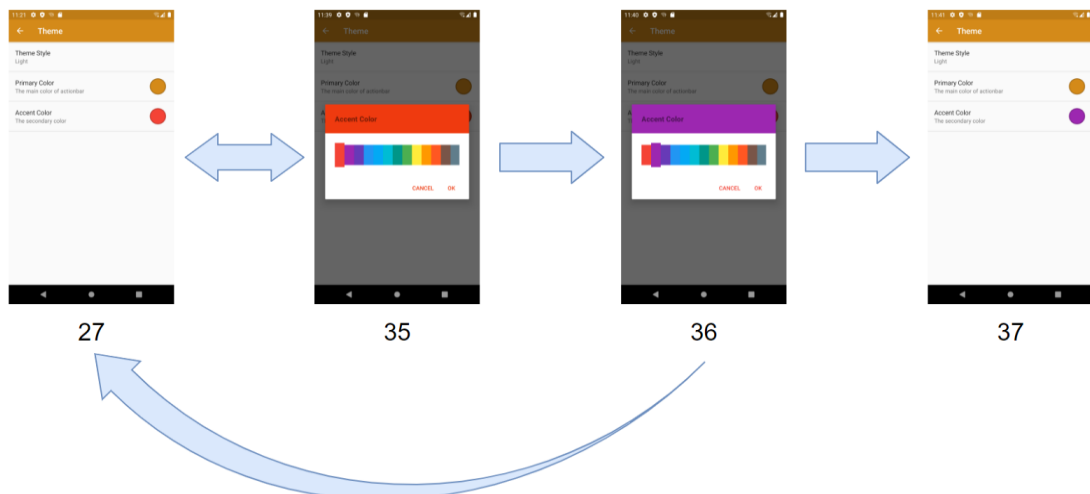 11:21
Theme
Theme Style
Light
Primary Color
The main color of actionbar
Accent Color
The secondary color
27
11:39
Theme
Theme Style
Light
Primary Color
The main color of actionbar
Accent Color
CANCEL OK
35
11:40
Theme
Theme Style
Light
Primary Color
The main color of actionbar
Accent Color
CANCEL OK
36
11:41
Theme
Theme Style
Light
Primary Color
The main color of actionbar
Accent Color
The secondary color
37